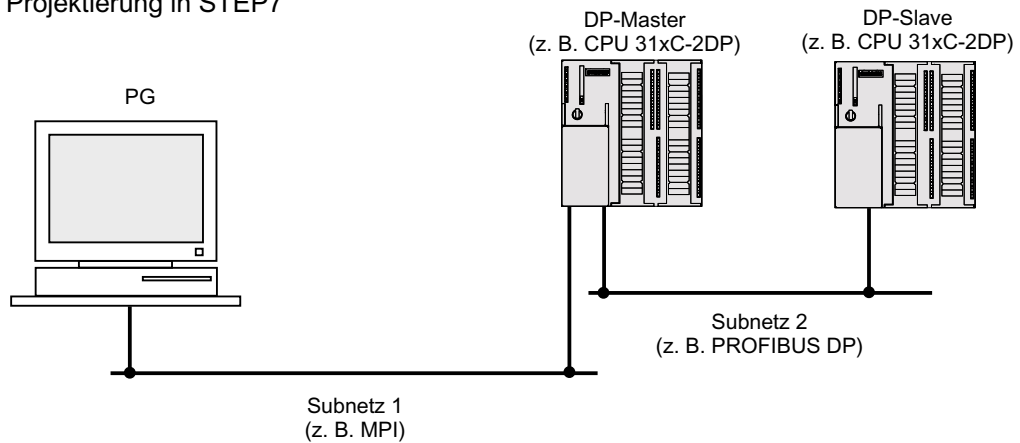 Projektierung in STEP7
DP-Master
(z. B. CPU 31xC-2DP)
DP-Slave
(z. B. CPU 31xC-2DP)
PG
Subnetz 2
(z. B. PROFIBUS DP)
Subnetz 1
(z. B. MPI)